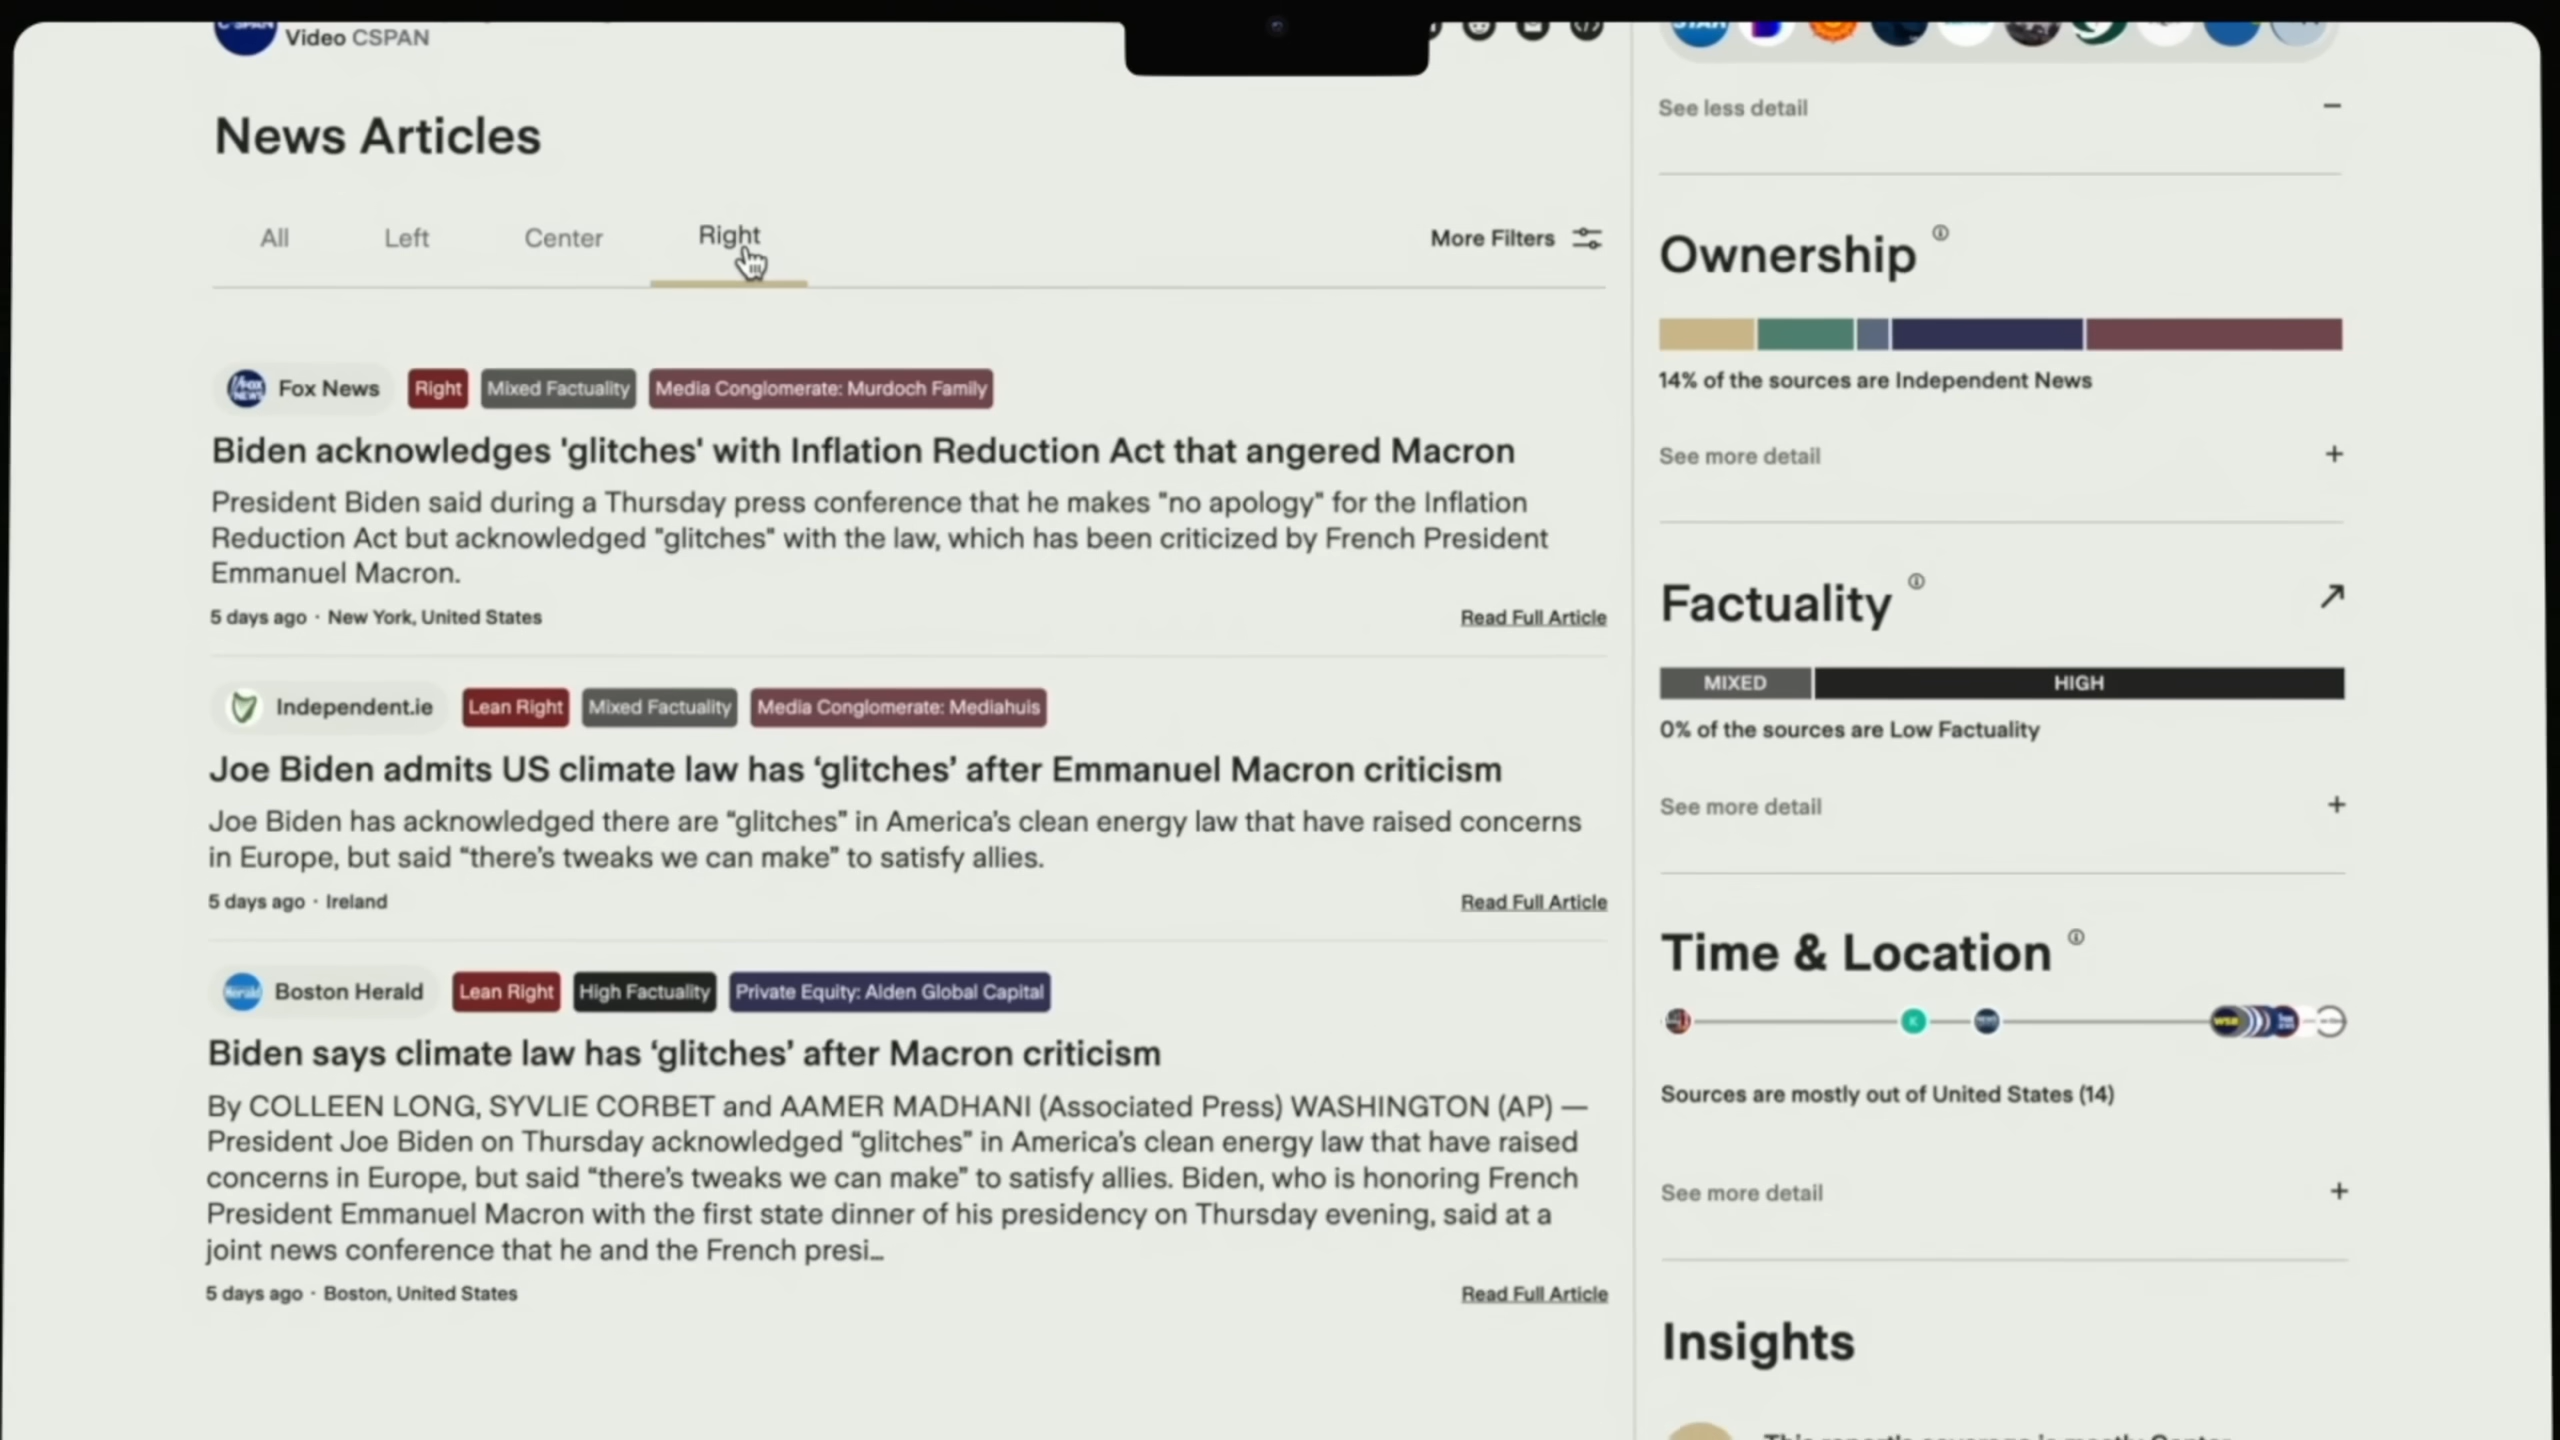 Video CSPAN
News Articles
All
Left
Center
Right
More Filters
Fox News
Right
Mixed Factuality
Media Conglomerate: Murdoch Family
Biden acknowledges 'glitches' with Inflation Reduction Act that angered Macron
President Biden said during a Thursday press conference that he makes "no apology" for the Inflation
Reduction Act but acknowledged "glitches" with the law, which has been criticized by French President
Emmanuel Macron.
5 days ago · New York, United States
Read Full Article
Independent.ie
Lean Right
Mixed Factuality
Media Conglomerate: Mediahuis
Joe Biden admits US climate law has ‘glitches’ after Emmanuel Macron criticism
Joe Biden has acknowledged there are “glitches” in America’s clean energy law that have raised concerns
in Europe, but said “there’s tweaks we can make” to satisfy allies.
5 days ago · Ireland
Read Full Article
Boston Herald
Lean Right
High Factuality
Private Equity: Alden Global Capital
Biden says climate law has ‘glitches’ after Macron criticism
By COLLEEN LONG, SYVLIE CORBET and AAMER MADHANI (Associated Press) WASHINGTON (AP) —
President Joe Biden on Thursday acknowledged “glitches” in America’s clean energy law that have raised
concerns in Europe, but said “there’s tweaks we can make” to satisfy allies. Biden, who is honoring French
President Emmanuel Macron with the first state dinner of his presidency on Thursday evening, said at a
joint news conference that he and the French presi…
5 days ago · Boston, United States
Read Full Article
See less detail
Ownership
14% of the sources are Independent News
See more detail
Factuality
MIXED
HIGH
0% of the sources are Low Factuality
See more detail
Time & Location
Sources are mostly out of United States (14)
See more detail
Insights